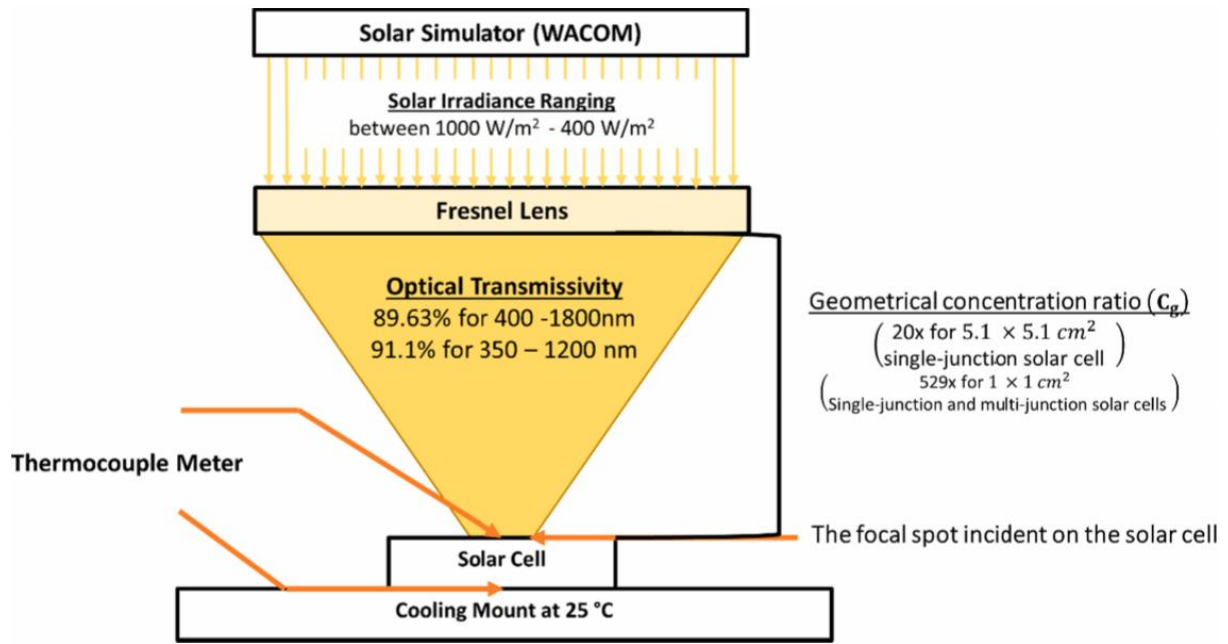 Solar Simulator (WACOM)
Solar Irradiance Ranging
between 1000 W/m² - 400 W/m²
Fresnel Lens
Optical Transmissivity
89.63% for 400 -1800nm
91.1% for 350 – 1200 nm
Geometrical concentration ratio (C_g)
(20x for 5.1 × 5.1 cm²
single-junction solar cell)
(529x for 1 × 1 cm²
Single-junction and multi-junction solar cells)
Thermocouple Meter
The focal spot incident on the solar cell
Solar Cell
Cooling Mount at 25 °C